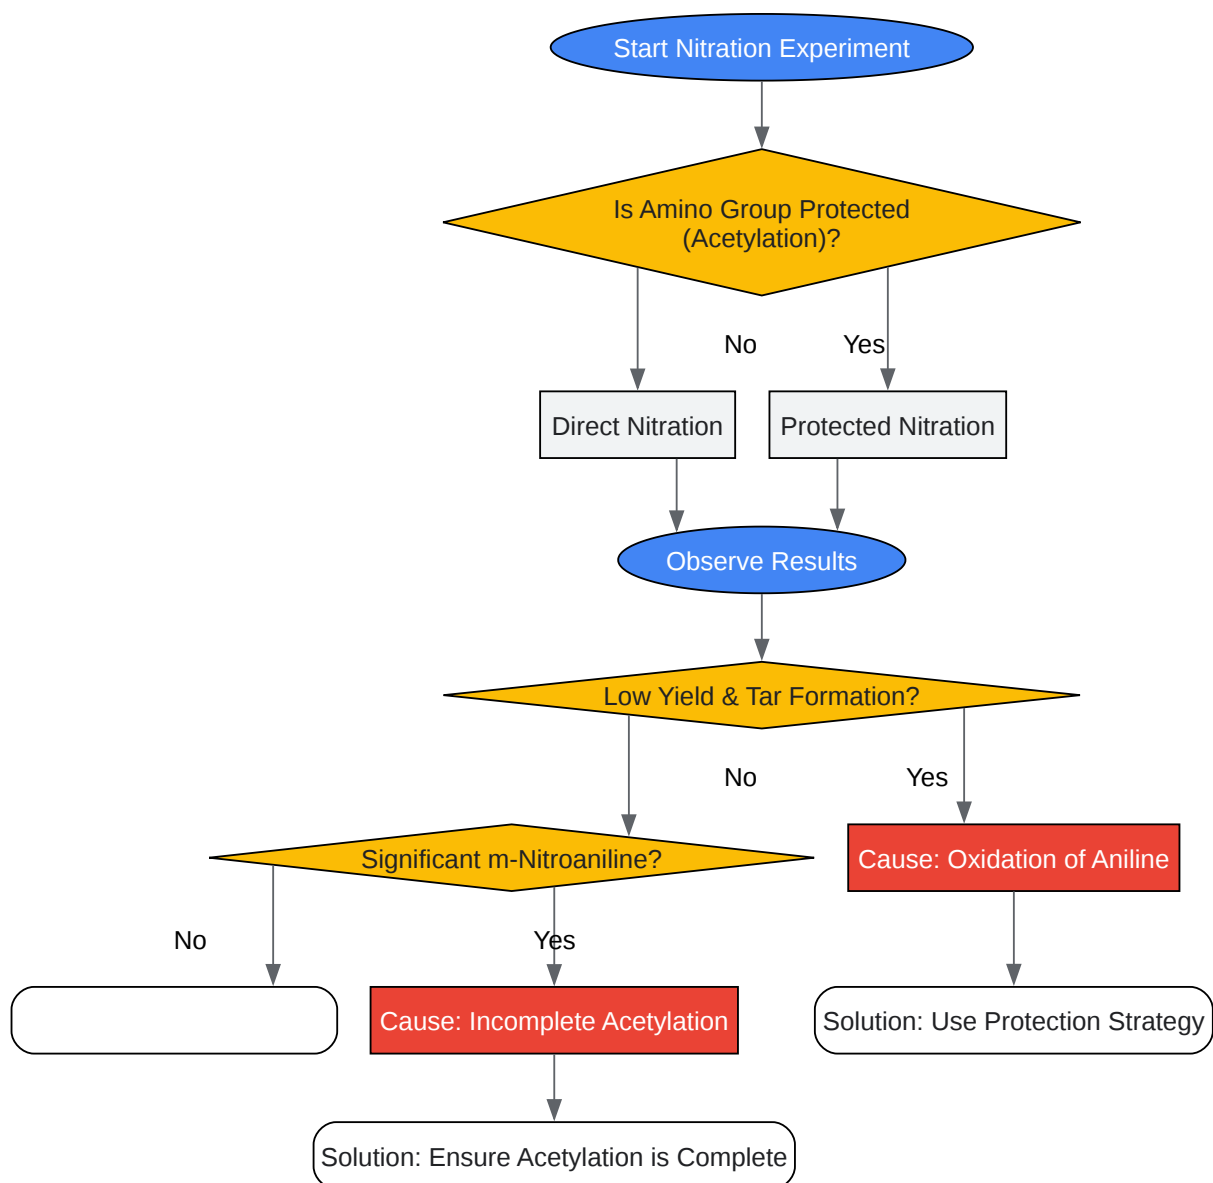 Start Nitration Experiment
Is Amino Group Protected
(Acetylation)?
No
Yes
Direct Nitration
Protected Nitration
Observe Results
Low Yield & Tar Formation?
No
Yes
Significant m-Nitroaniline?
Cause: Oxidation of Aniline
No
Yes
Cause: Incomplete Acetylation
Solution: Use Protection Strategy
Solution: Ensure Acetylation is Complete